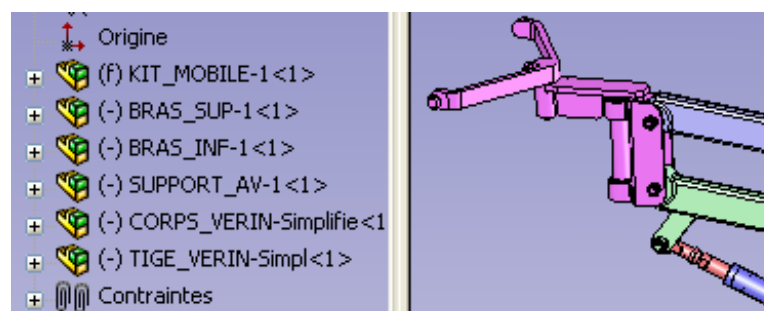 Origine
(f) KIT_MOBILE-1<1>
(-) BRAS_SUP-1<1>
(-) BRAS_INF-1<1>
(-) SUPPORT_AV-1<1>
(-) CORPS_VERIN-Simplifie<1
(-) TIGE_VERIN-Simpl<1>
Contraintes